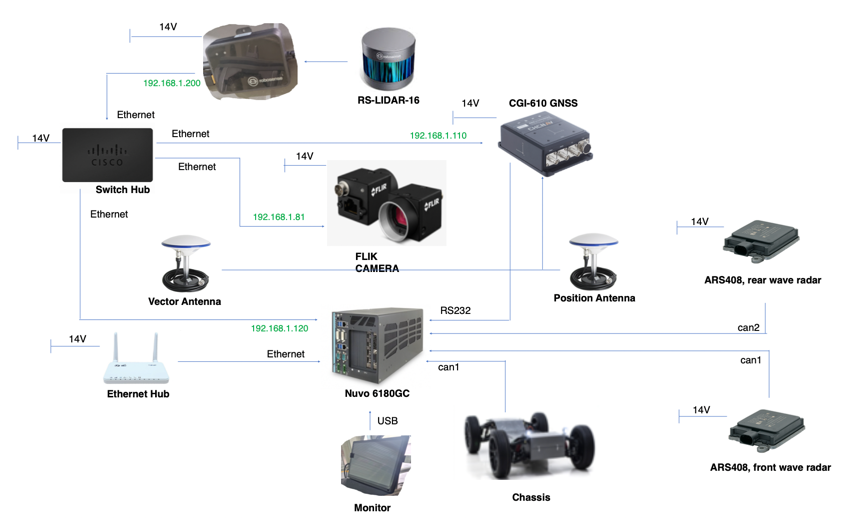 14V
192.168.1.200
RS-LIDAR-16
14V
CGI-610 GNSS
Ethernet
14V
Ethernet
192.168.1.110
CISCO
Switch Hub
Ethernet
14V
FLIR
FLIR
Ethernet
192.168.1.81
14V
FLIK
CAMERA
Vector Antenna
Position Antenna
ARS408, rear wave radar
RS232
192.168.1.120
can2
14V
Ethernet
can1
can1
Ethernet Hub
Nuvo 6180GC
14V
USB
ARS408, front wave radar
Chassis
Monitor